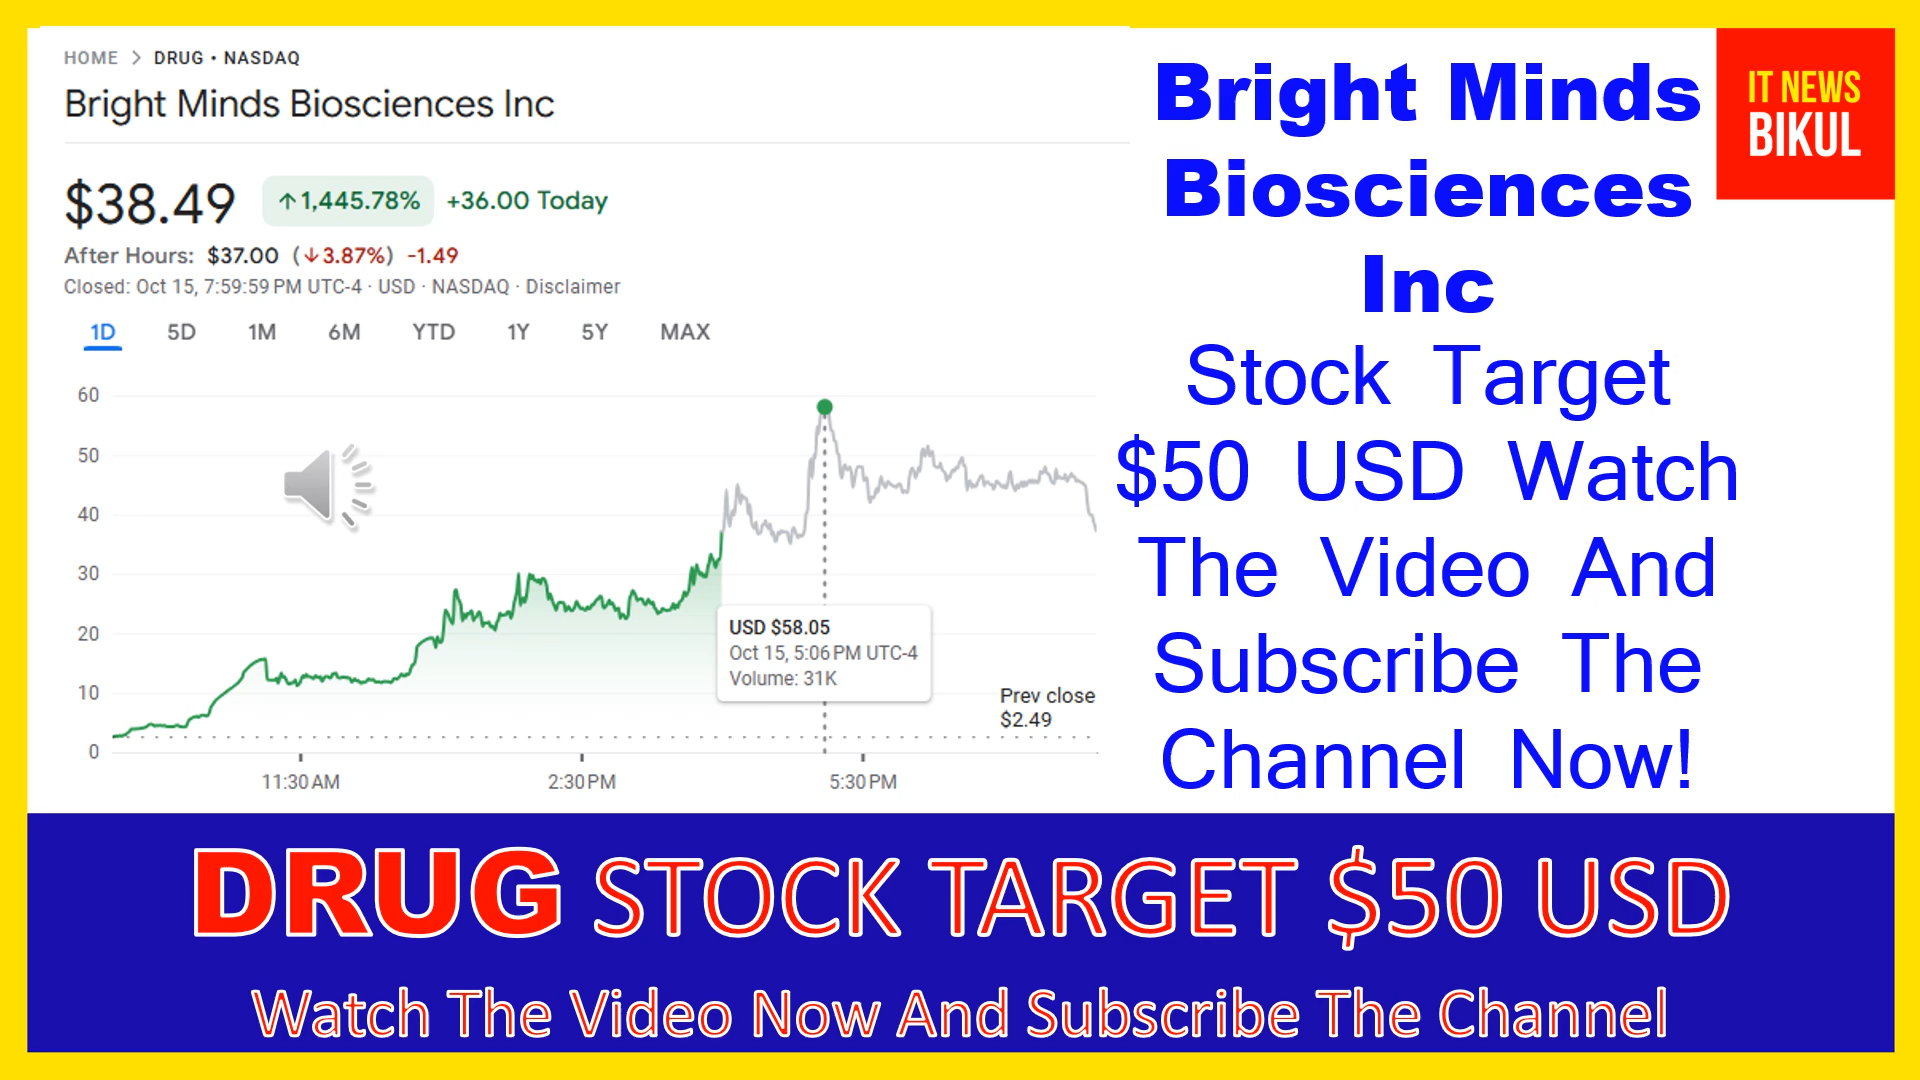 HOME > DRUG • NASDAQ
Bright Minds Biosciences Inc
$38.49 ↑1,445.78% +36.00 Today
After Hours: $37.00 (↓3.87%) -1.49
Closed: Oct 15, 7:59:59 PM UTC-4 · USD · NASDAQ · Disclaimer
1D 5D 1M 6M YTD 1Y 5Y MAX
60
50
40
30
20
10
0
USD $58.05
Oct 15, 5:06 PM UTC-4
Volume: 31K
Prev close
$2.49
11:30 AM 2:30 PM 5:30 PM
Bright Minds
Biosciences
Inc
Stock Target
$50 USD Watch
The Video And
Subscribe The
Channel Now!
IT NEWS
BIKUL
DRUG STOCK TARGET $50 USD
Watch The Video Now And Subscribe The Channel